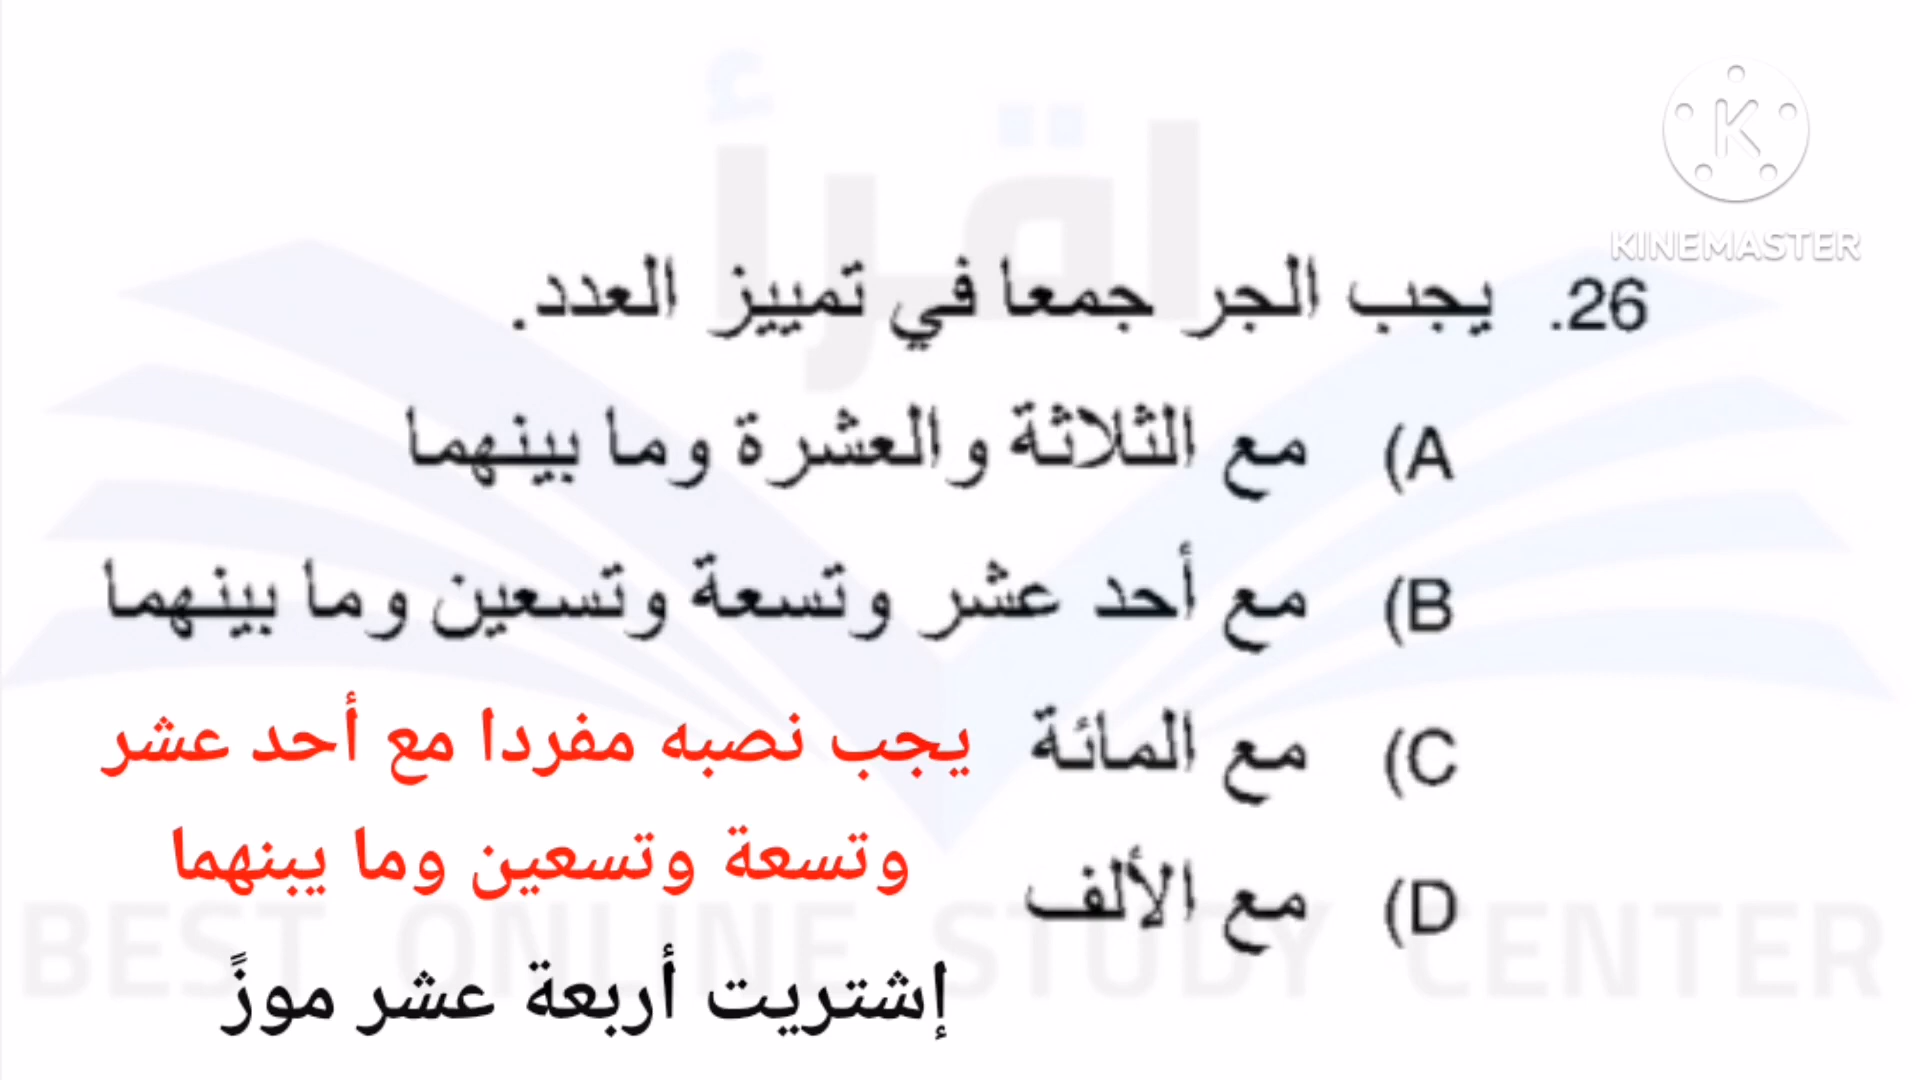 اقرأ
KINEMASTER
26. يجب الجر جمعا في تمييز العدد.
A) مع الثلاثة والعشرة وما بينهما
B) مع أحد عشر وتسعة وتسعين وما بينهما
C) مع المائة
يجب نصبه مفردا مع أحد عشر
وتسعة وتسعين وما يبنهما
D) مع الألف
BEST ONLINE STUDY CENTER
إشتريت أربعة عشر موزً